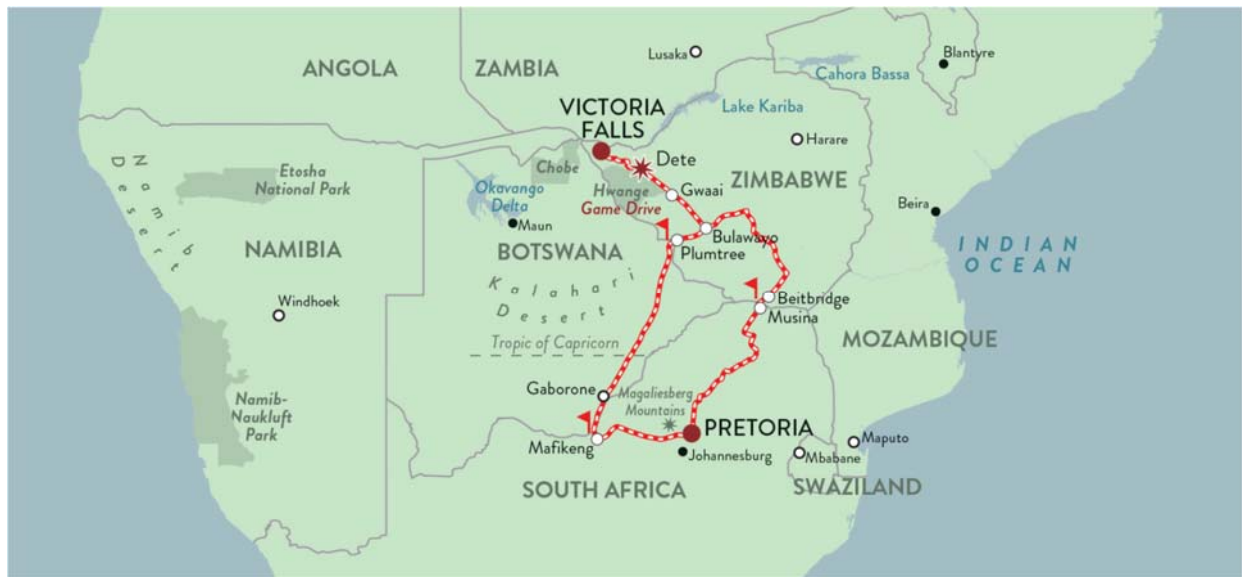 Lusaka
Blantyre
ANGOLA
ZAMBIA
Cahora Bassa
VICTORIA
FALLS
Lake Kariba
Harare
Namib
Desert
Etosha
National Park
Chobe
Dete
Okavango
Delta
Hwange
Game Drive
Gwaai
ZIMBABWE
Maun
Beira
NAMIBIA
BOTSWANA
Bulawayo
Plumtree
INDIAN
OCEAN
Kalahari
Desert
Windhoek
Beitbridge
Musina
Tropic of Capricorn
MOZAMBIQUE
Gaborone
Magaliesberg
Mountains
Namib-
Naukluft
Park
PRETORIA
Mafikeng
Johannesburg
Maputo
Mbabane
SOUTH AFRICA
SWAZILAND